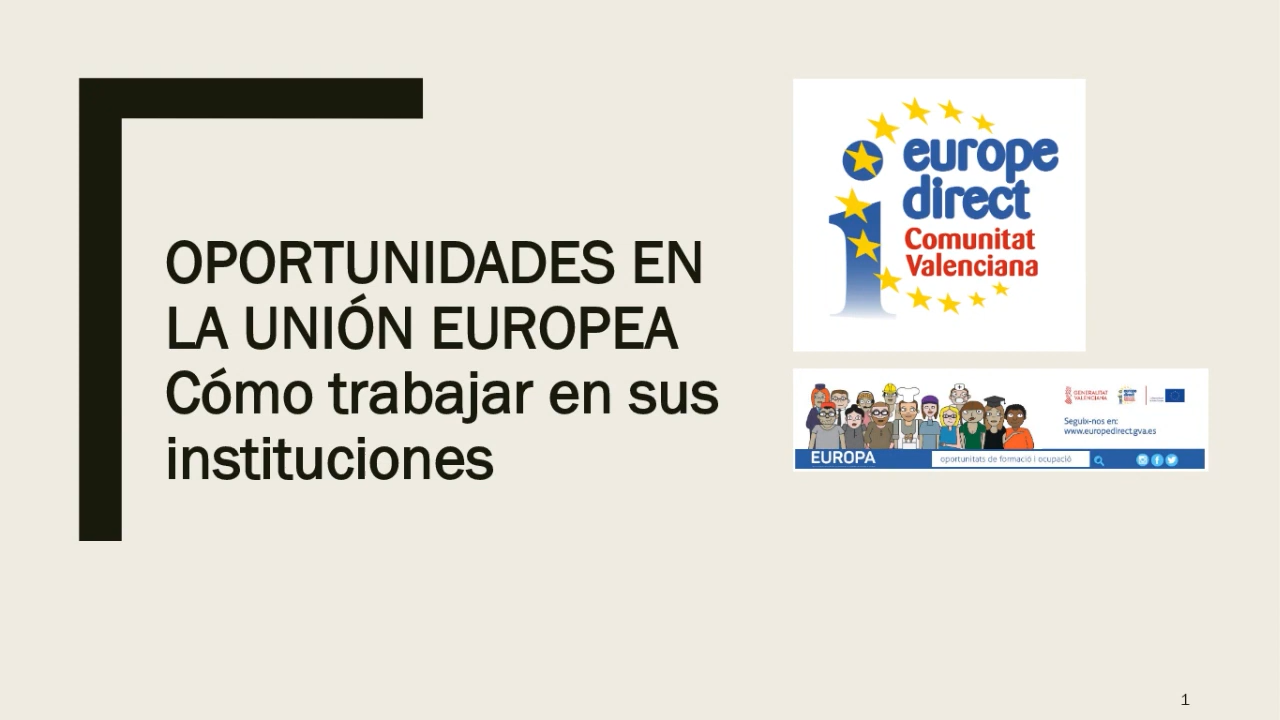 OPORTUNIDADES EN
LA UNIÓN EUROPEA
Cómo trabajar en sus
instituciones
europe
direct
Comunitat
Valenciana
GENERALITAT
VALENCIANA
Seguix-nos en:
www.europedirect.gva.es
EUROPA
oportunitats de formació i ocupació
1